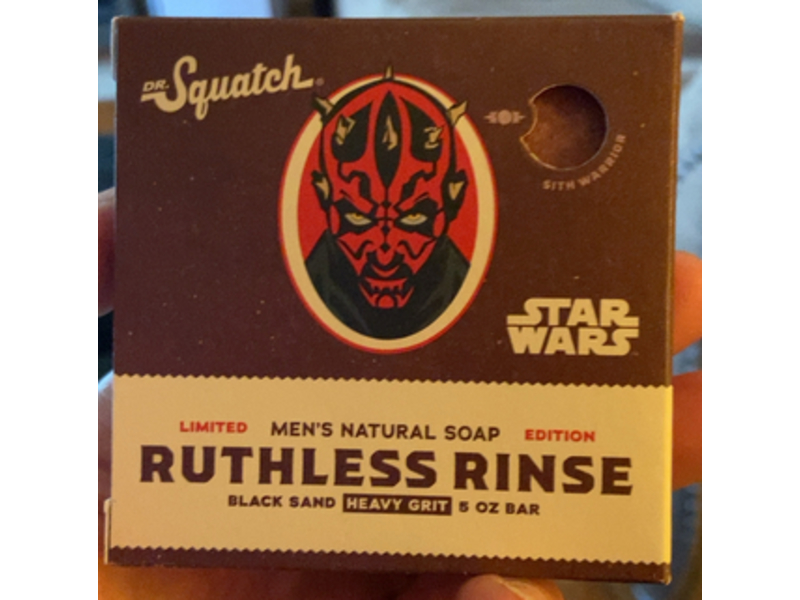 DR. Squatch®
SITH WARRIOR
STAR
WARS
LIMITED MEN'S NATURAL SOAP EDITION
RUTHLESS RINSE
BLACK SAND HEAVY GRIT 5 OZ BAR